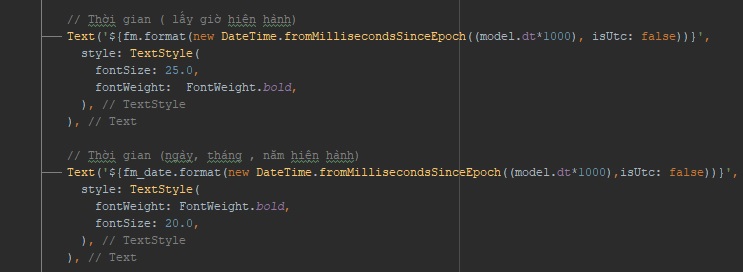 // Thời gian ( lấy giờ hiện hành)
Text('${fm.format(new DateTime.fromMillisecondsSinceEpoch((model.dt*1000), isUtc: false))}',
style: TextStyle(
fontSize: 25.0,
fontWeight:  FontWeight.bold,
), // TextStyle
), // Text
// Thời gian (ngày, tháng , năm hiện hành)
Text('${fm_date.format(new DateTime.fromMillisecondsSinceEpoch((model.dt*1000),isUtc: false))}',
style: TextStyle(
fontWeight: FontWeight.bold,
fontSize: 20.0,
), // TextStyle
), // Text